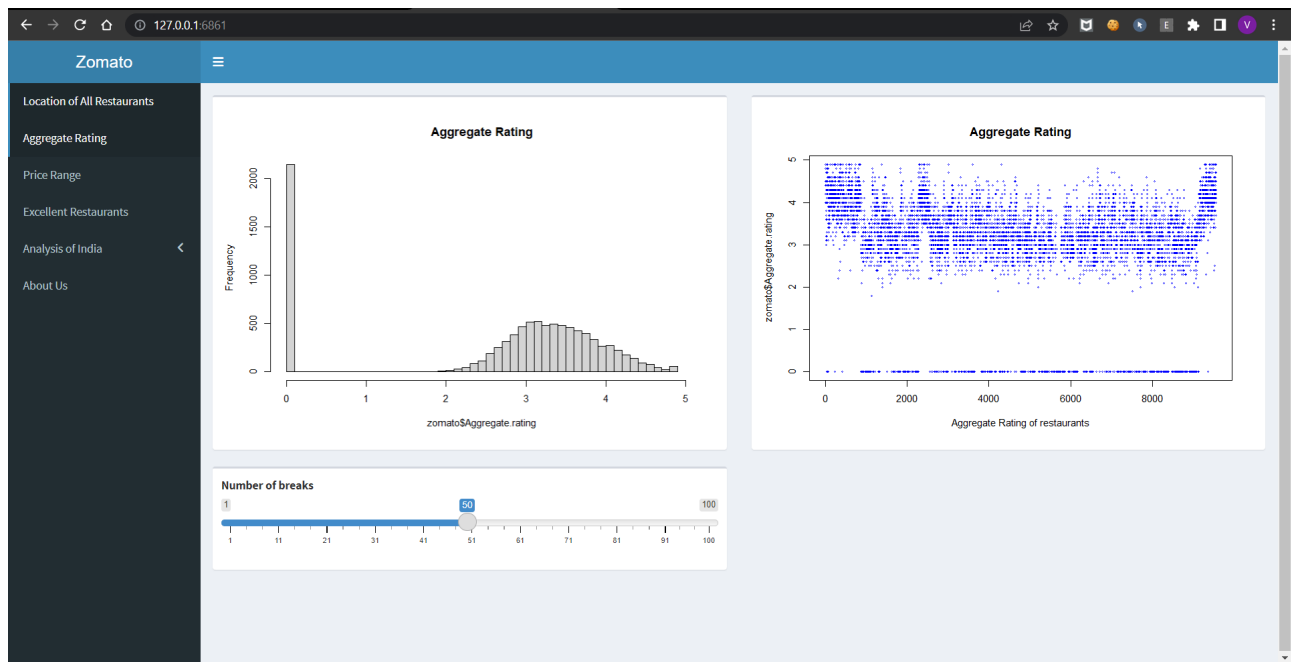 127.0.0.1:6861
E
V
Zomato
Location of All Restaurants
Aggregate Rating
Price Range
Excellent Restaurants
Analysis of India
About Us
Aggregate Rating
Frequency
2000
1500
1000
500
0
0 1 2 3 4 5
zomato$Aggregate.rating
Aggregate Rating
zomato$Aggregate.rating
5
4
3
2
1
0
0 2000 4000 6000 8000
Aggregate Rating of restaurants
Number of breaks
1 50 100
1 11 21 31 41 51 61 71 81 91 100